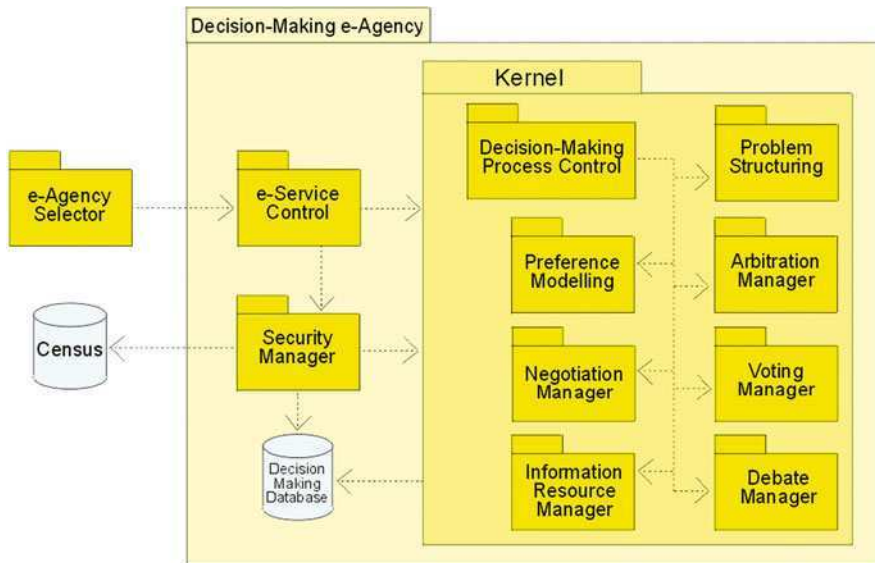 Decision-Making e-Agency
Kernel
Decision-Making
Process Control
Problem
Structuring
e-Agency
Selector
e-Service
Control
Preference
Modelling
Arbitration
Manager
Census
Security
Manager
Negotiation
Manager
Voting
Manager
Decision
Making
Database
Information
Resource
Manager
Debate
Manager